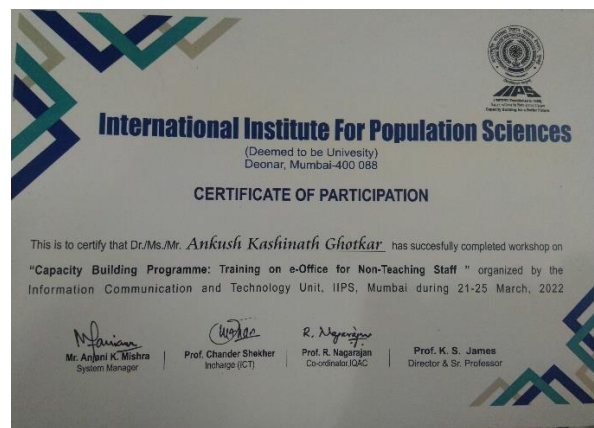 IIPS
Capacity Building for a Better Future
International Institute For Population Sciences
(Deemed to be Univesity)
Deonar, Mumbai-400 088
CERTIFICATE OF PARTICIPATION
This is to certify that Dr./Ms./Mr. Ankush Kashinath Ghotkar has succesfully completed workshop on
“Capacity Building Programme: Training on e-Office for Non-Teaching Staff ” organized by the
Information Communication and Technology Unit, IIPS, Mumbai during 21-25 March, 2022
R. Nagarajan
Mr. Anjani K. Mishra
System Manager
Prof. Chander Shekher
Incharge (ICT)
Prof. R. Nagarajan
Co-ordinator,IQAC
Prof. K. S. James
Director & Sr. Professor